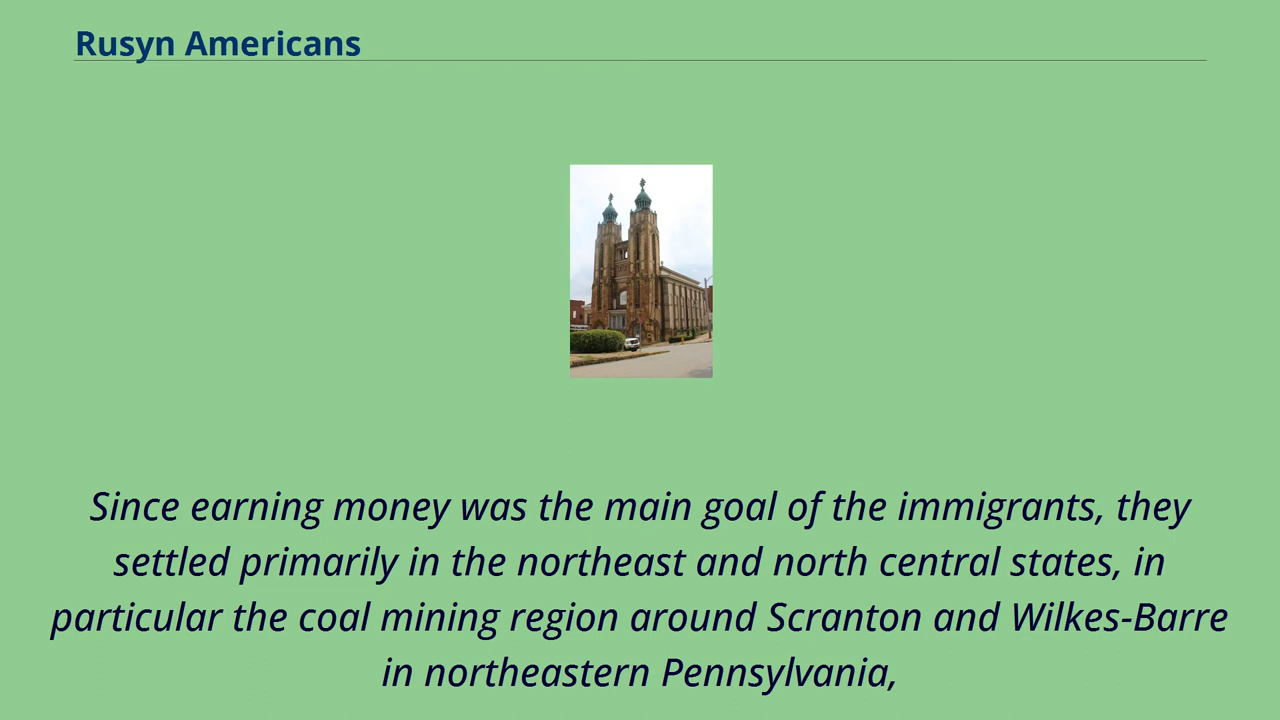 Rusyn Americans
Since earning money was the main goal of the immigrants, they
settled primarily in the northeast and north central states, in
particular the coal mining region around Scranton and Wilkes-Barre
in northeastern Pennsylvania,